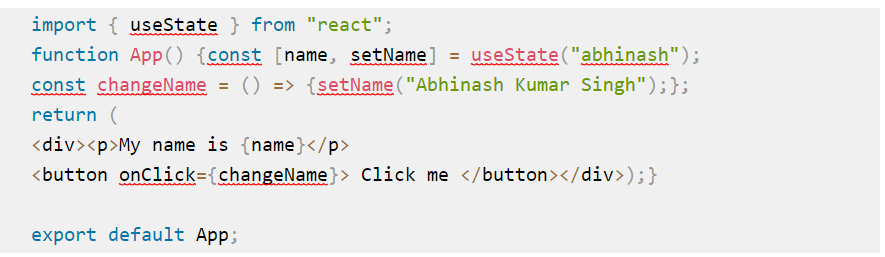 import { useState } from "react";
function App() {const [name, setName] = useState("abhinash");
const changeName = () => {setName("Abhinash Kumar Singh");};
return (
<div><p>My name is {name}</p>
<button onClick={changeName}> Click me </button></div>);}
export default App;